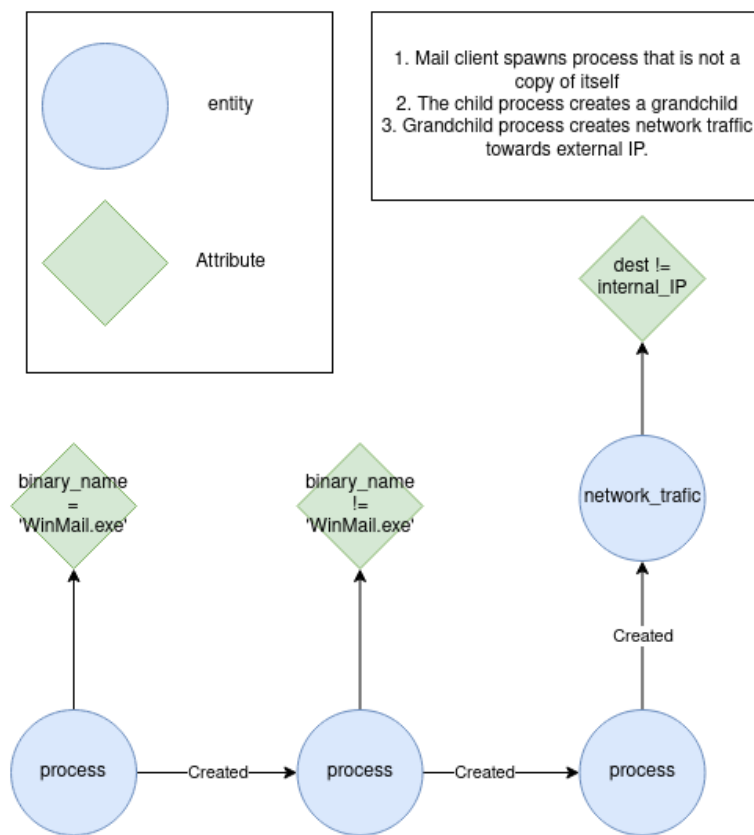 entity
Attribute
1. Mail client spawns process that is not a
copy of itself
2. The child process creates a grandchild
3. Grandchild process creates network traffic
towards external IP.
dest !=
internal_IP
binary_name
=
'WinMail.exe'
binary_name
!=
'WinMail.exe'
network_trafic
Created
process
Created
process
Created
process